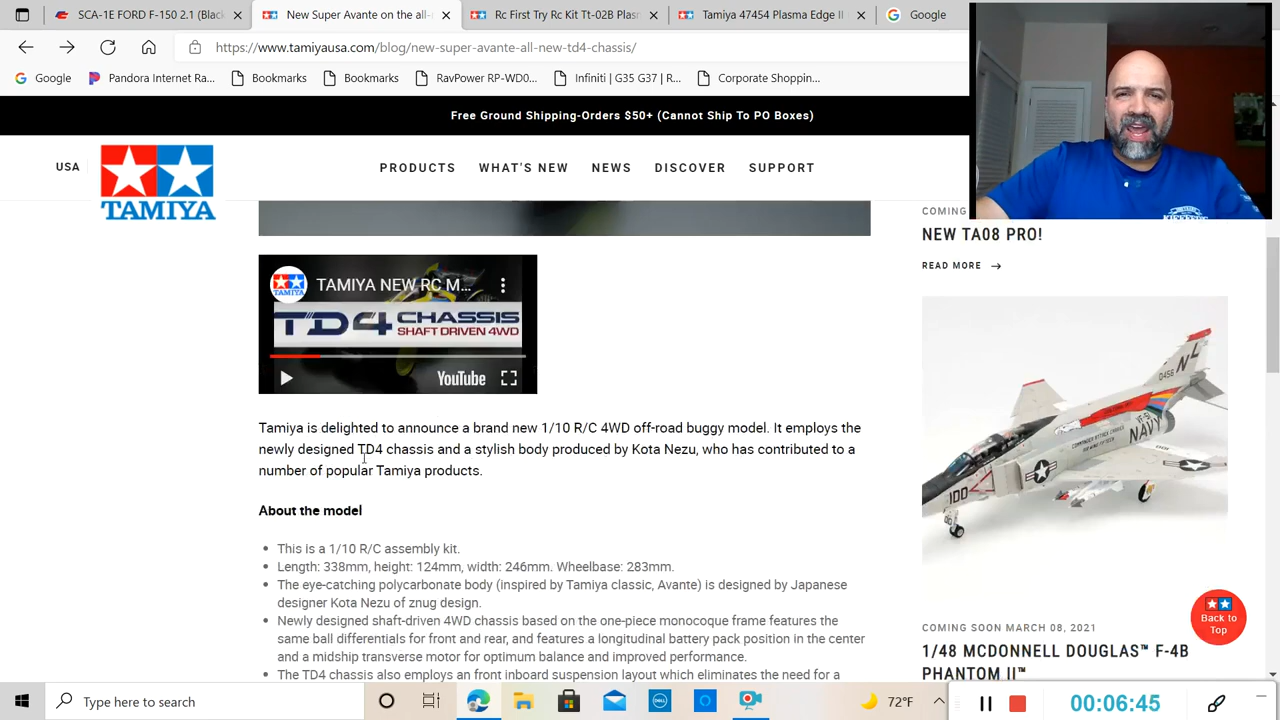 SCA-1E FORD F-150 2.1 (Black
New Super Avante on the all-
Rc First Try Rc Kit Tt-02B Plasm
Tamiya 47454 Plasma Edge II
Google
https://www.tamiyausa.com/blog/new-super-avante-all-new-td4-chassis/
Google
Pandora Internet Ra...
Bookmarks
Bookmarks
RavPower RP-WD0...
Infiniti | G35 G37 | R...
Corporate Shoppin...
Free Ground Shipping-Orders $50+ (Cannot Ship To PO Boxes)
USA
TAMIYA
PRODUCTS
WHAT'S NEW
NEWS
DISCOVER
SUPPORT
COMING
NEW TA08 PRO!
READ MORE →
TAMIYA
TAMIYA NEW RC M...
TD4 CHASSIS
SHAFT DRIVEN 4WD
YouTube
Tamiya is delighted to announce a brand new 1/10 R/C 4WD off-road buggy model. It employs the
newly designed TD4 chassis and a stylish body produced by Kota Nezu, who has contributed to a
number of popular Tamiya products.
About the model
• This is a 1/10 R/C assembly kit.
• Length: 338mm, height: 124mm, width: 246mm. Wheelbase: 283mm.
• The eye-catching polycarbonate body (inspired by Tamiya classic, Avante) is designed by Japanese
designer Kota Nezu of znug design.
• Newly designed shaft-driven 4WD chassis based on the one-piece monocoque frame features the
same ball differentials for front and rear, and features a longitudinal battery pack position in the center
and a midship transverse motor for optimum balance and improved performance.
• The TD4 chassis also employs an front inboard suspension layout which eliminates the need for a
NL
0456
NAVY
100
Back to
Top
COMING SOON MARCH 08, 2021
1/48 MCDONNELL DOUGLAS™ F-4B
PHANTOM II™
Type here to search
DELL
72°F
00:06:45